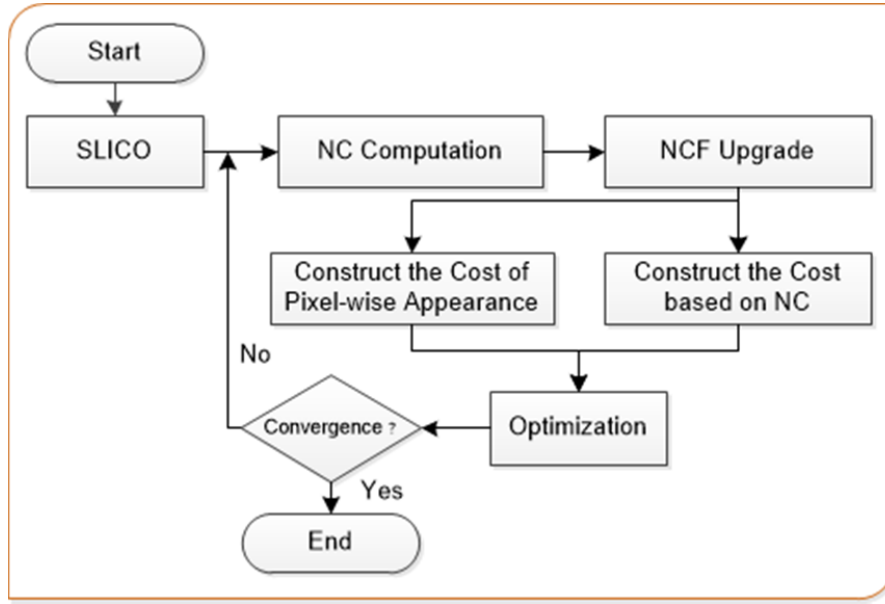 Start
SLICO
NC Computation
NCF Upgrade
Construct the Cost of
Pixel-wise Appearance
Construct the Cost
based on NC
No
Convergence ?
Optimization
Yes
End